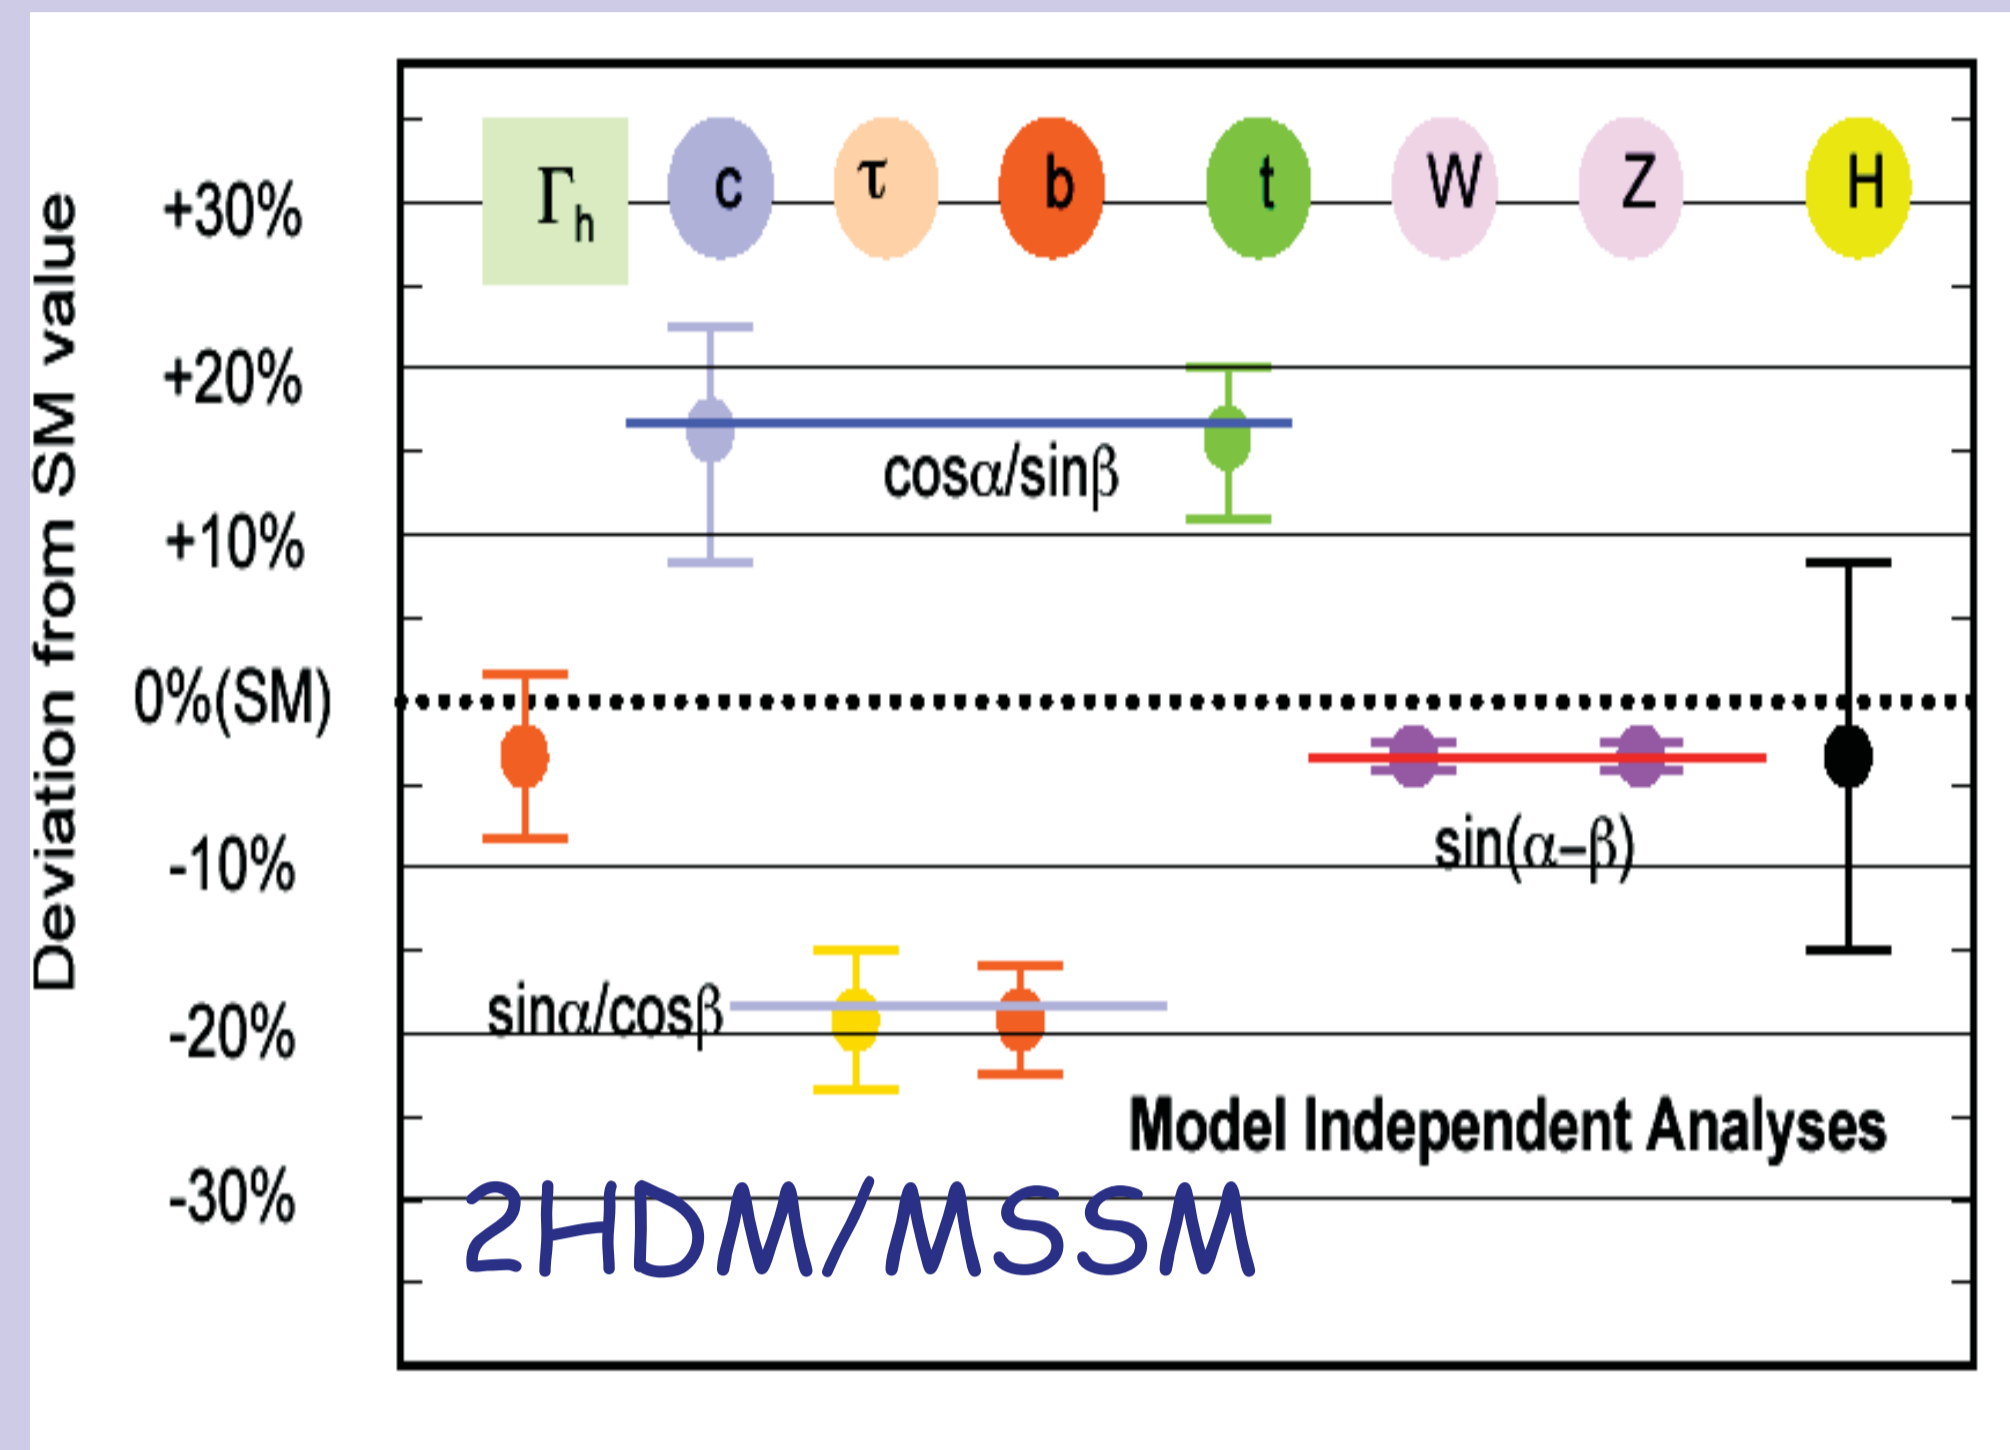 Deviation from SM value
+30%
+20%
+10%
0%(SM)
-10%
-20%
-30%
Γh c τ b t W Z H
cosα/sinβ
sin(α–β)
sinα/cosβ
Model Independent Analyses
2HDM/MSSM